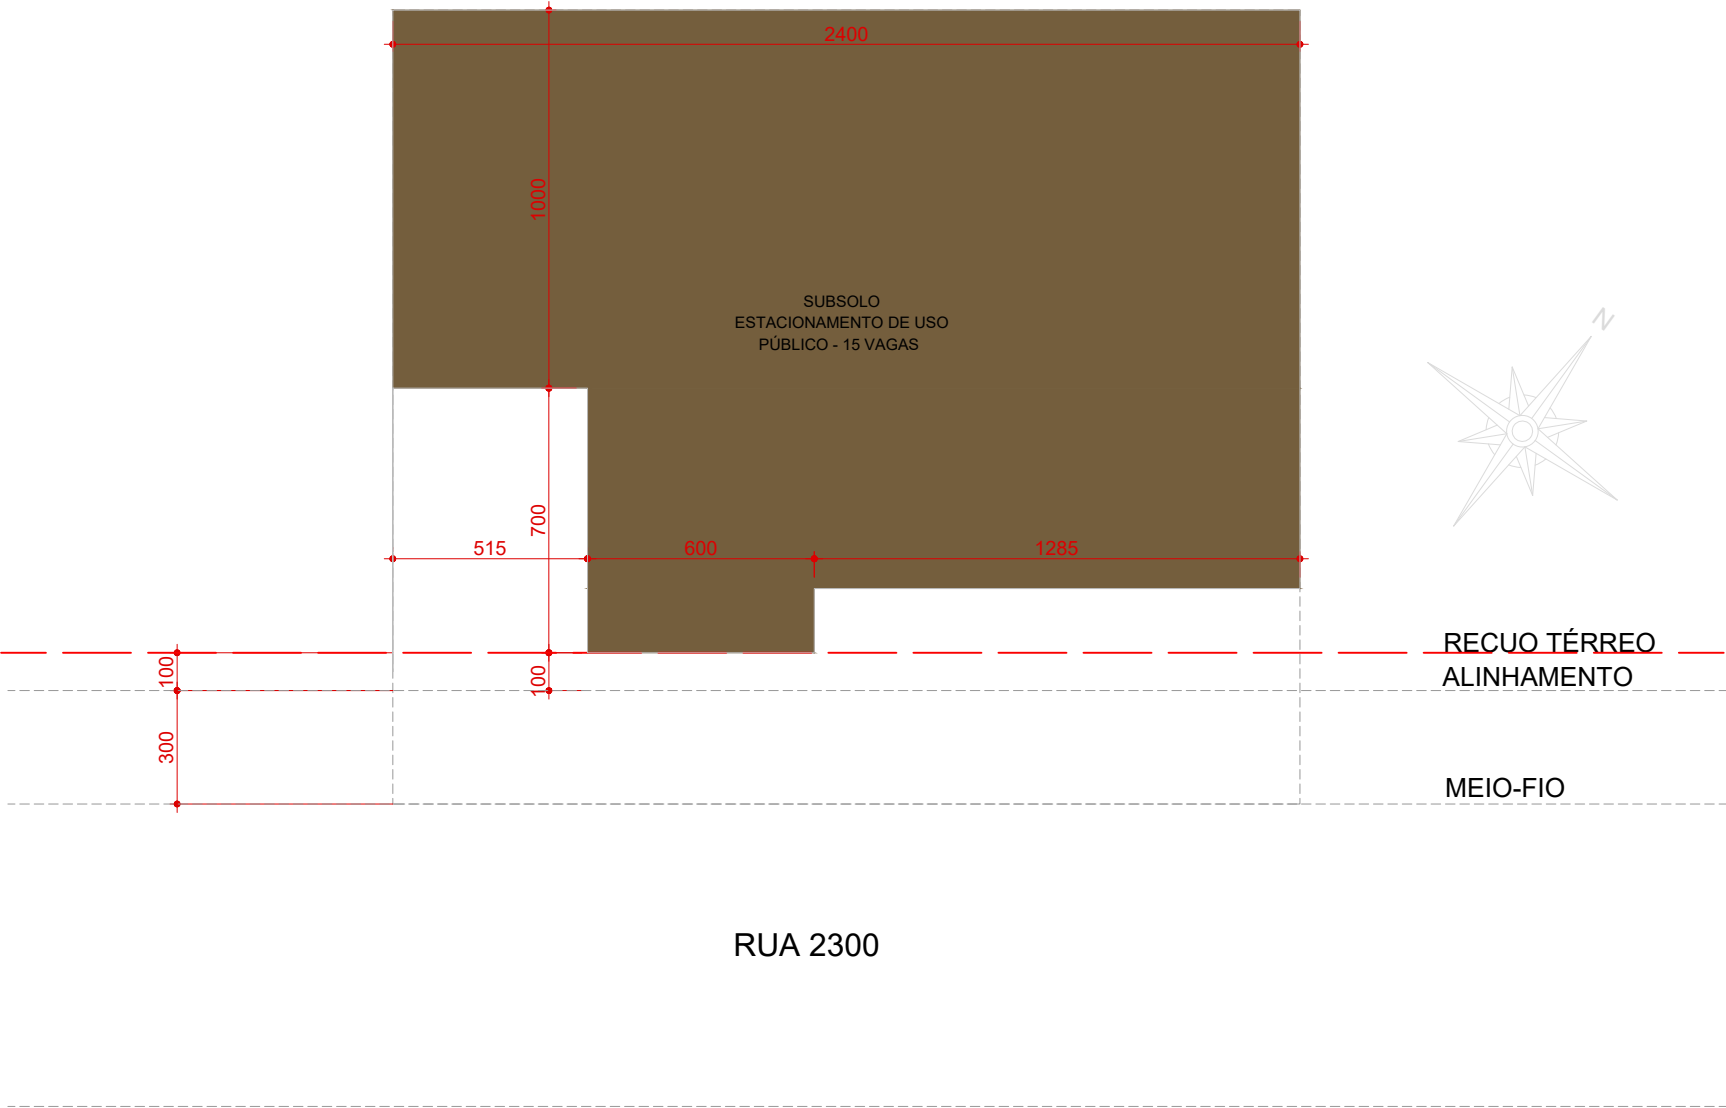 2400
1000
SUBSOLO
ESTACIONAMENTO DE USO
PÚBLICO - 15 VAGAS
N
700
515
600
1285
RECUO TÉRREO
100
100
ALINHAMENTO
300
MEIO-FIO
RUA 2300